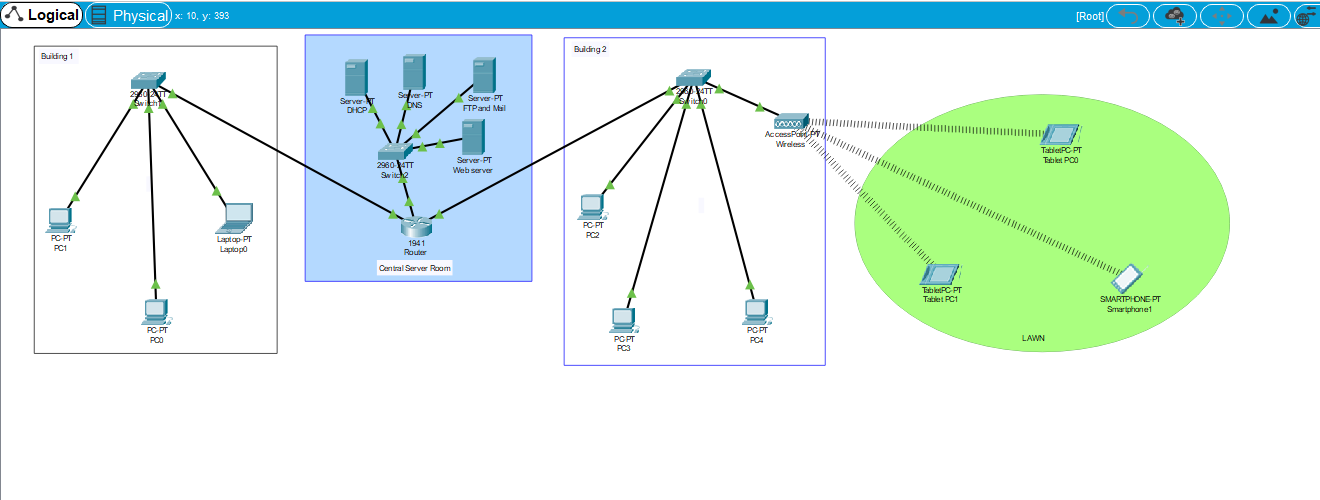 Logical
Physical
x: 10, y: 393
[Root]
Building 1
2960-24TT
Switch1
PC-PT
PC1
Laptop-PT
Laptop0
PC-PT
PC0
Server-PT
DHCP
Server-PT
DNS
Server-PT
FTP and Mail
Server-PT
Web server
2960-24TT
Switch2
1941
Router
Central Server Room
Building 2
2960-24TT
Switch0
AccessPoint-PT
Wireless
PC-PT
PC2
PC-PT
PC3
PC-PT
PC4
TabletPC-PT
Tablet PC0
TabletPC-PT
Tablet PC1
SMARTPHONE-PT
Smartphone1
LAWN